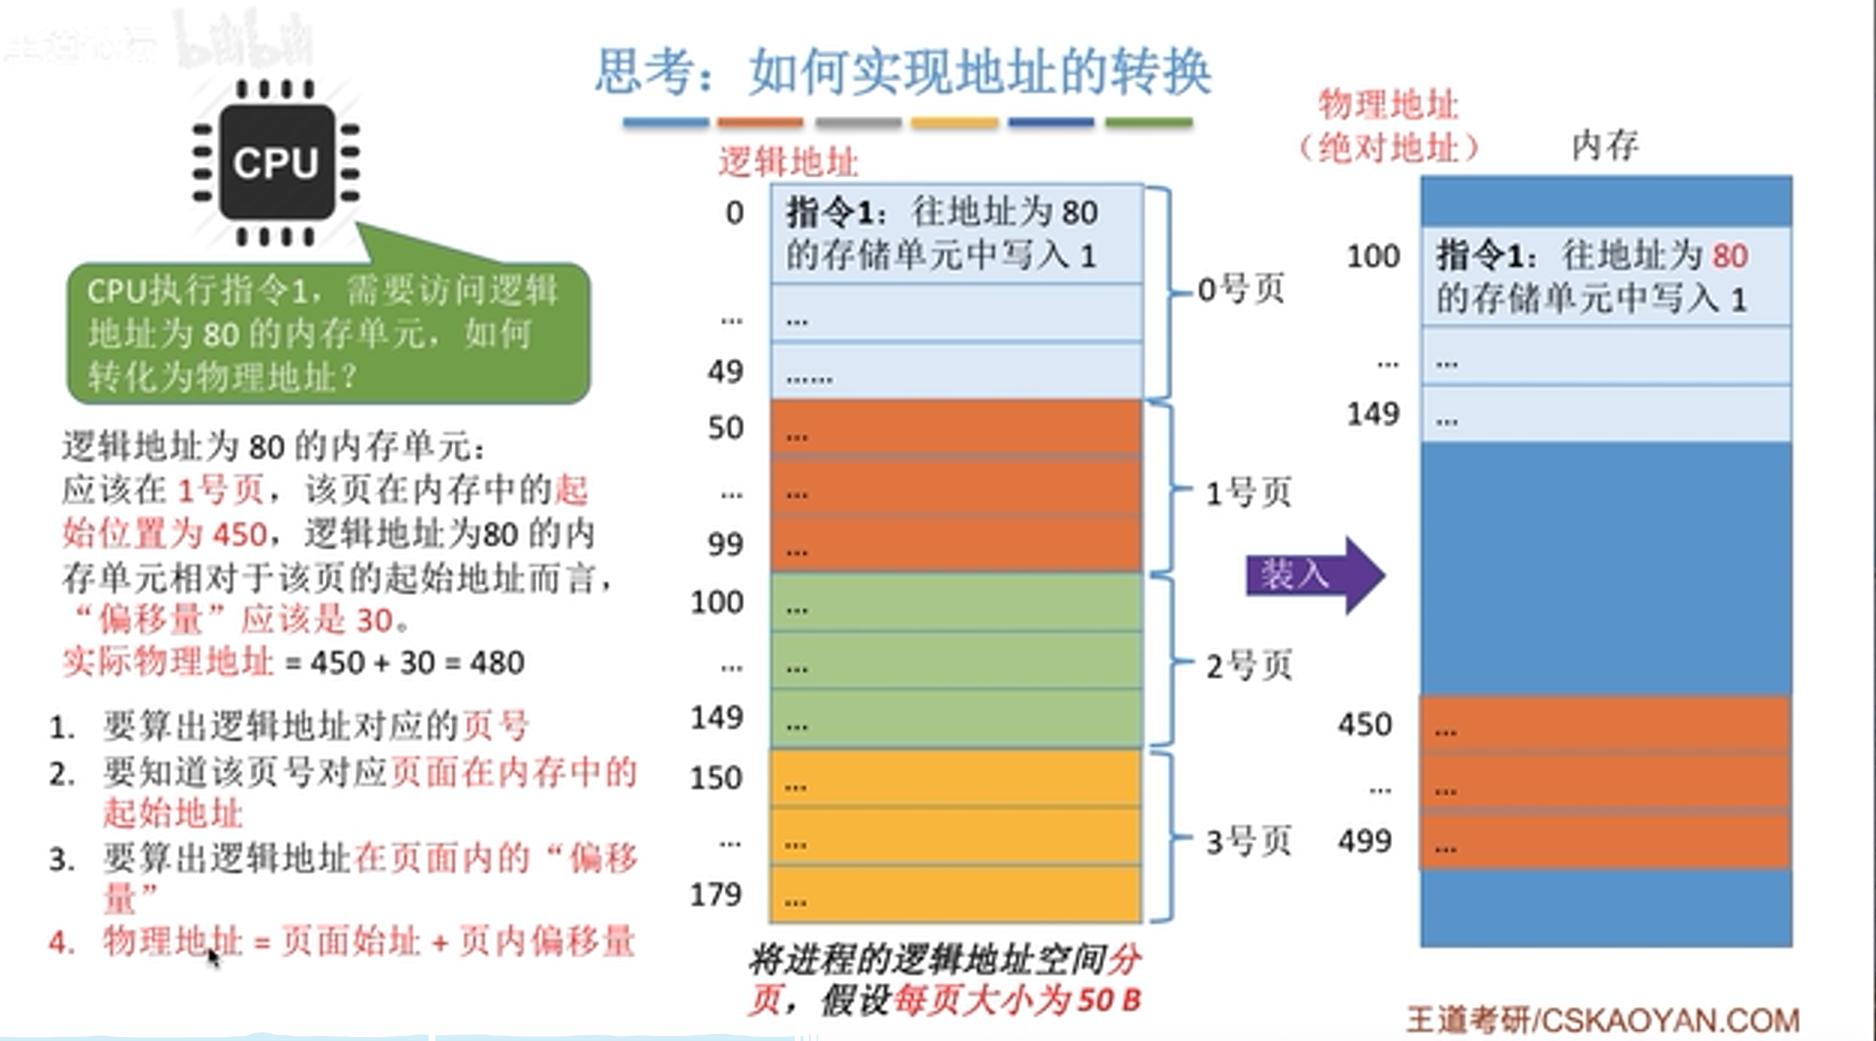 思考：如何实现地址的转换
CPU
CPU执行指令1，需要访问逻辑
地址为 80 的内存单元，如何
转化为物理地址？
逻辑地址为 80 的内存单元：
应该在 1号页，该页在内存中的起
始位置为 450，逻辑地址为80 的内
存单元相对于该页的起始地址而言，
“偏移量”应该是 30。
实际物理地址 = 450 + 30 = 480
1. 要算出逻辑地址对应的页号
2. 要知道该页号对应页面在内存中的
起始地址
3. 要算出逻辑地址在页面内的“偏移
量”
4. 物理地址 = 页面始址 + 页内偏移量
逻辑地址
0
指令1：往地址为 80
的存储单元中写入 1
... ...
49 ......
0号页
50 ...
... ...
99 ...
1号页
100 ...
... ...
149 ...
2号页
150 ...
... ...
179 ...
3号页
将进程的逻辑地址空间分
页，假设每页大小为 50 B
装入
物理地址
（绝对地址）
内存
100
指令1：往地址为 80
的存储单元中写入 1
... ...
149 ...
450 ...
... ...
499 ...
王道考研/CSKAOYAN.COM
bilibili